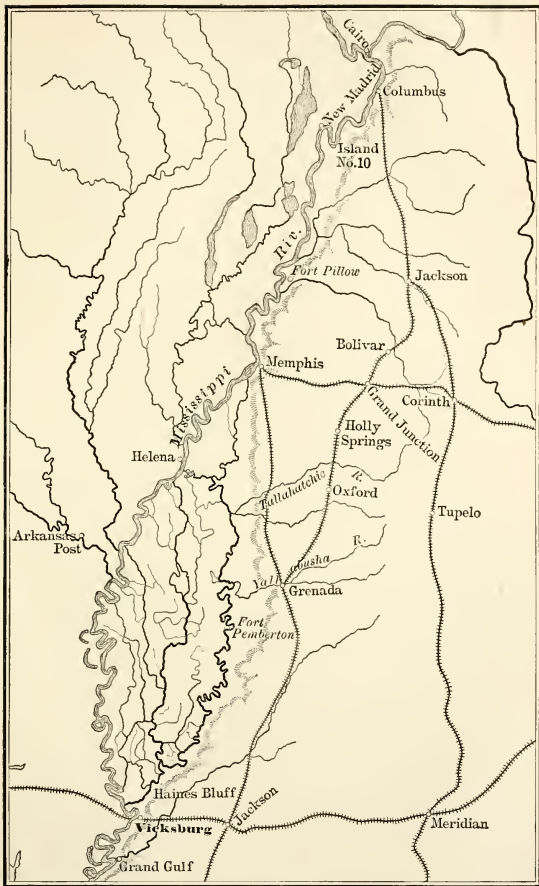 Cairo
New Madrid
Columbus
Island
No.10
Riv.
Fort Pillow
Jackson
Bolivar
Memphis
Mississippi
Grand Junction
Corinth
Holly
Springs
Helena
Tallahatchie R.
Oxford
Tupelo
Arkansas
Post
Yallabusha R.
Grenada
Fort
Pemberton
Haines Bluff
Vicksburg
Jackson
Meridian
Grand Gulf